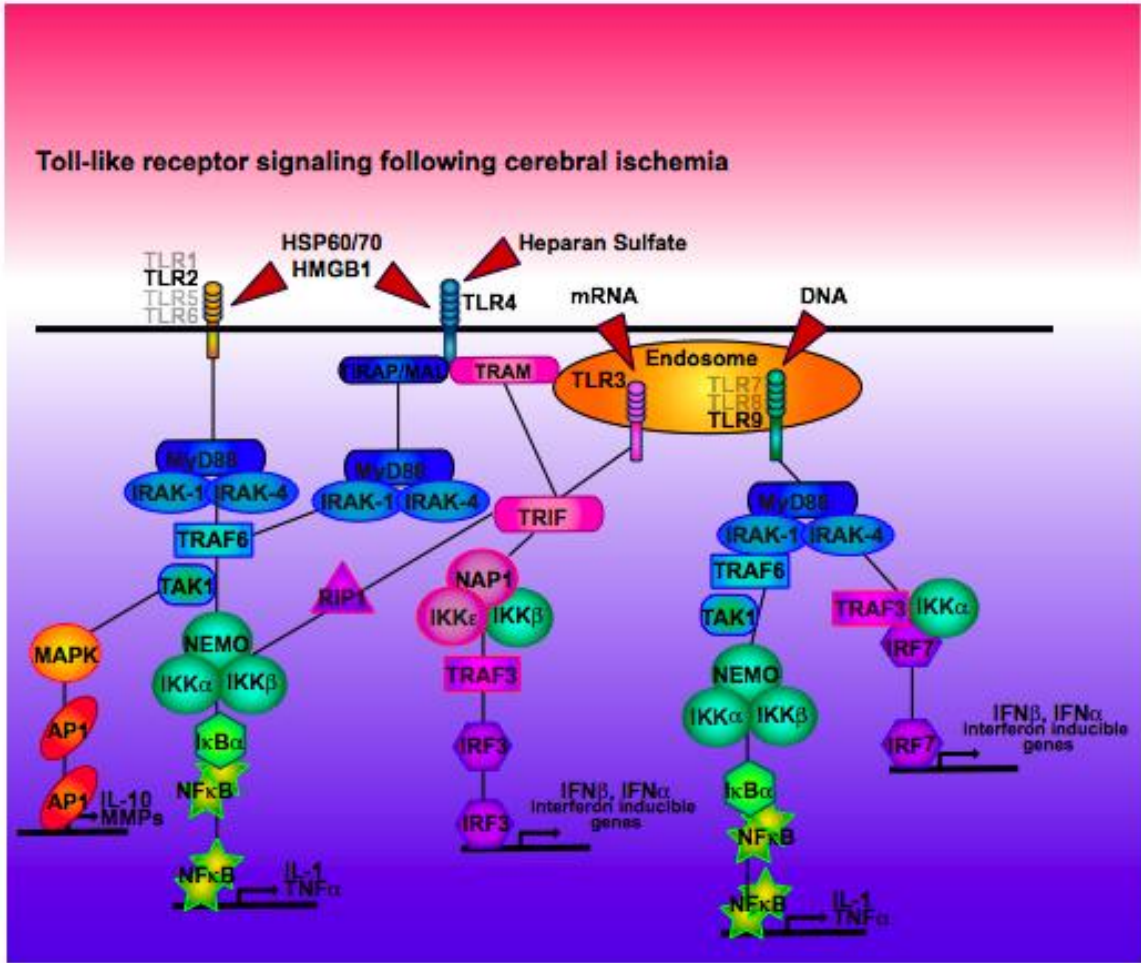 Toll-like receptor signaling following cerebral ischemia
HSP60/70
HMGB1
Heparan Sulfate
TLR1
TLR2
TLR5
TLR6
TLR4
mRNA
DNA
Endosome
TLR3
TLR7
TLR8
TLR9
TIRAP/MAL
TRAM
MyD88
IRAK-1
IRAK-4
TRAF6
TAK1
MAPK
AP1
AP1
IL-10
MMPs
NEMO
IKKα
IKKβ
IκBα
NFκB
NFκB
IL-1
TNFα
MyD88
IRAK-1
IRAK-4
RIP1
TRIF
NAP1
IKKε
IKKβ
TRAF3
IRF3
IRF3
IFNβ, IFNα
Interferon inducible
genes
MyD88
IRAK-1
IRAK-4
TRAF6
TAK1
NEMO
IKKα
IKKβ
IκBα
NFκB
NFκB
IL-1
TNFα
TRAF3
IKKα
IRF7
IRF7
IFNβ, IFNα
Interferon inducible
genes